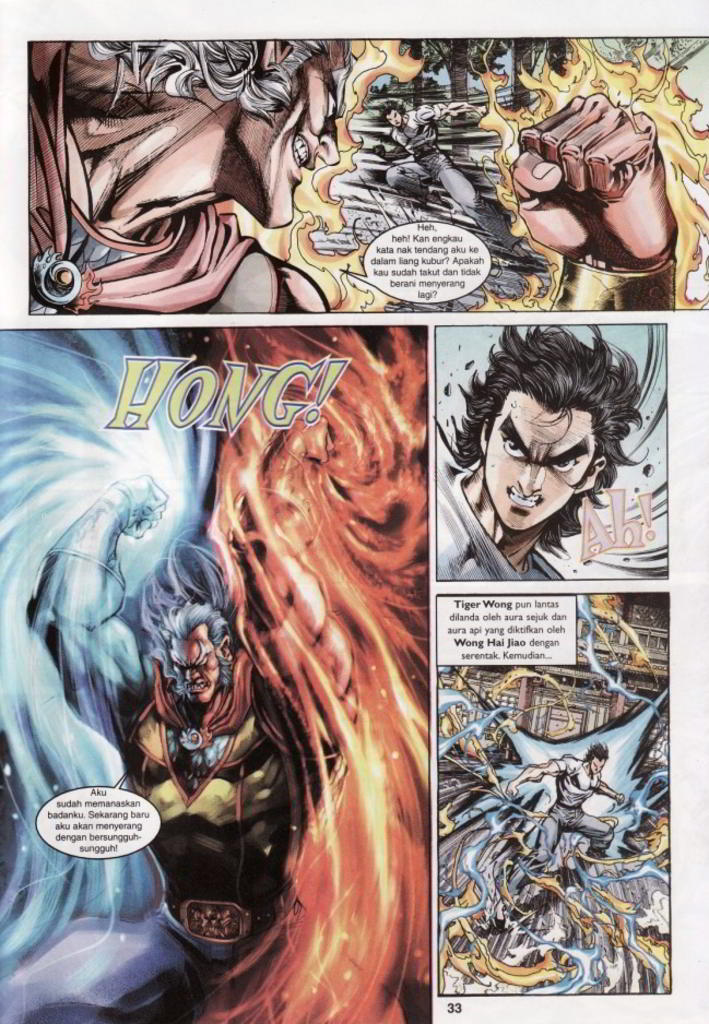 Heh,
heh! Kan engkau
kata nak tendang aku ke
dalam liang kubur? Apakah
kau sudah takut dan tidak
berani menyerang
lagi?
HONG!
Aku
sudah memanaskan
badanku. Sekarang baru
aku akan menyerang
dengan bersungguh-
sungguh!
Ah!
Tiger Wong pun lantas
dilanda oleh aura sejuk dan
aura api yang diktifkan oleh
Wong Hai Jiao dengan
serentak. Kemudian...
33